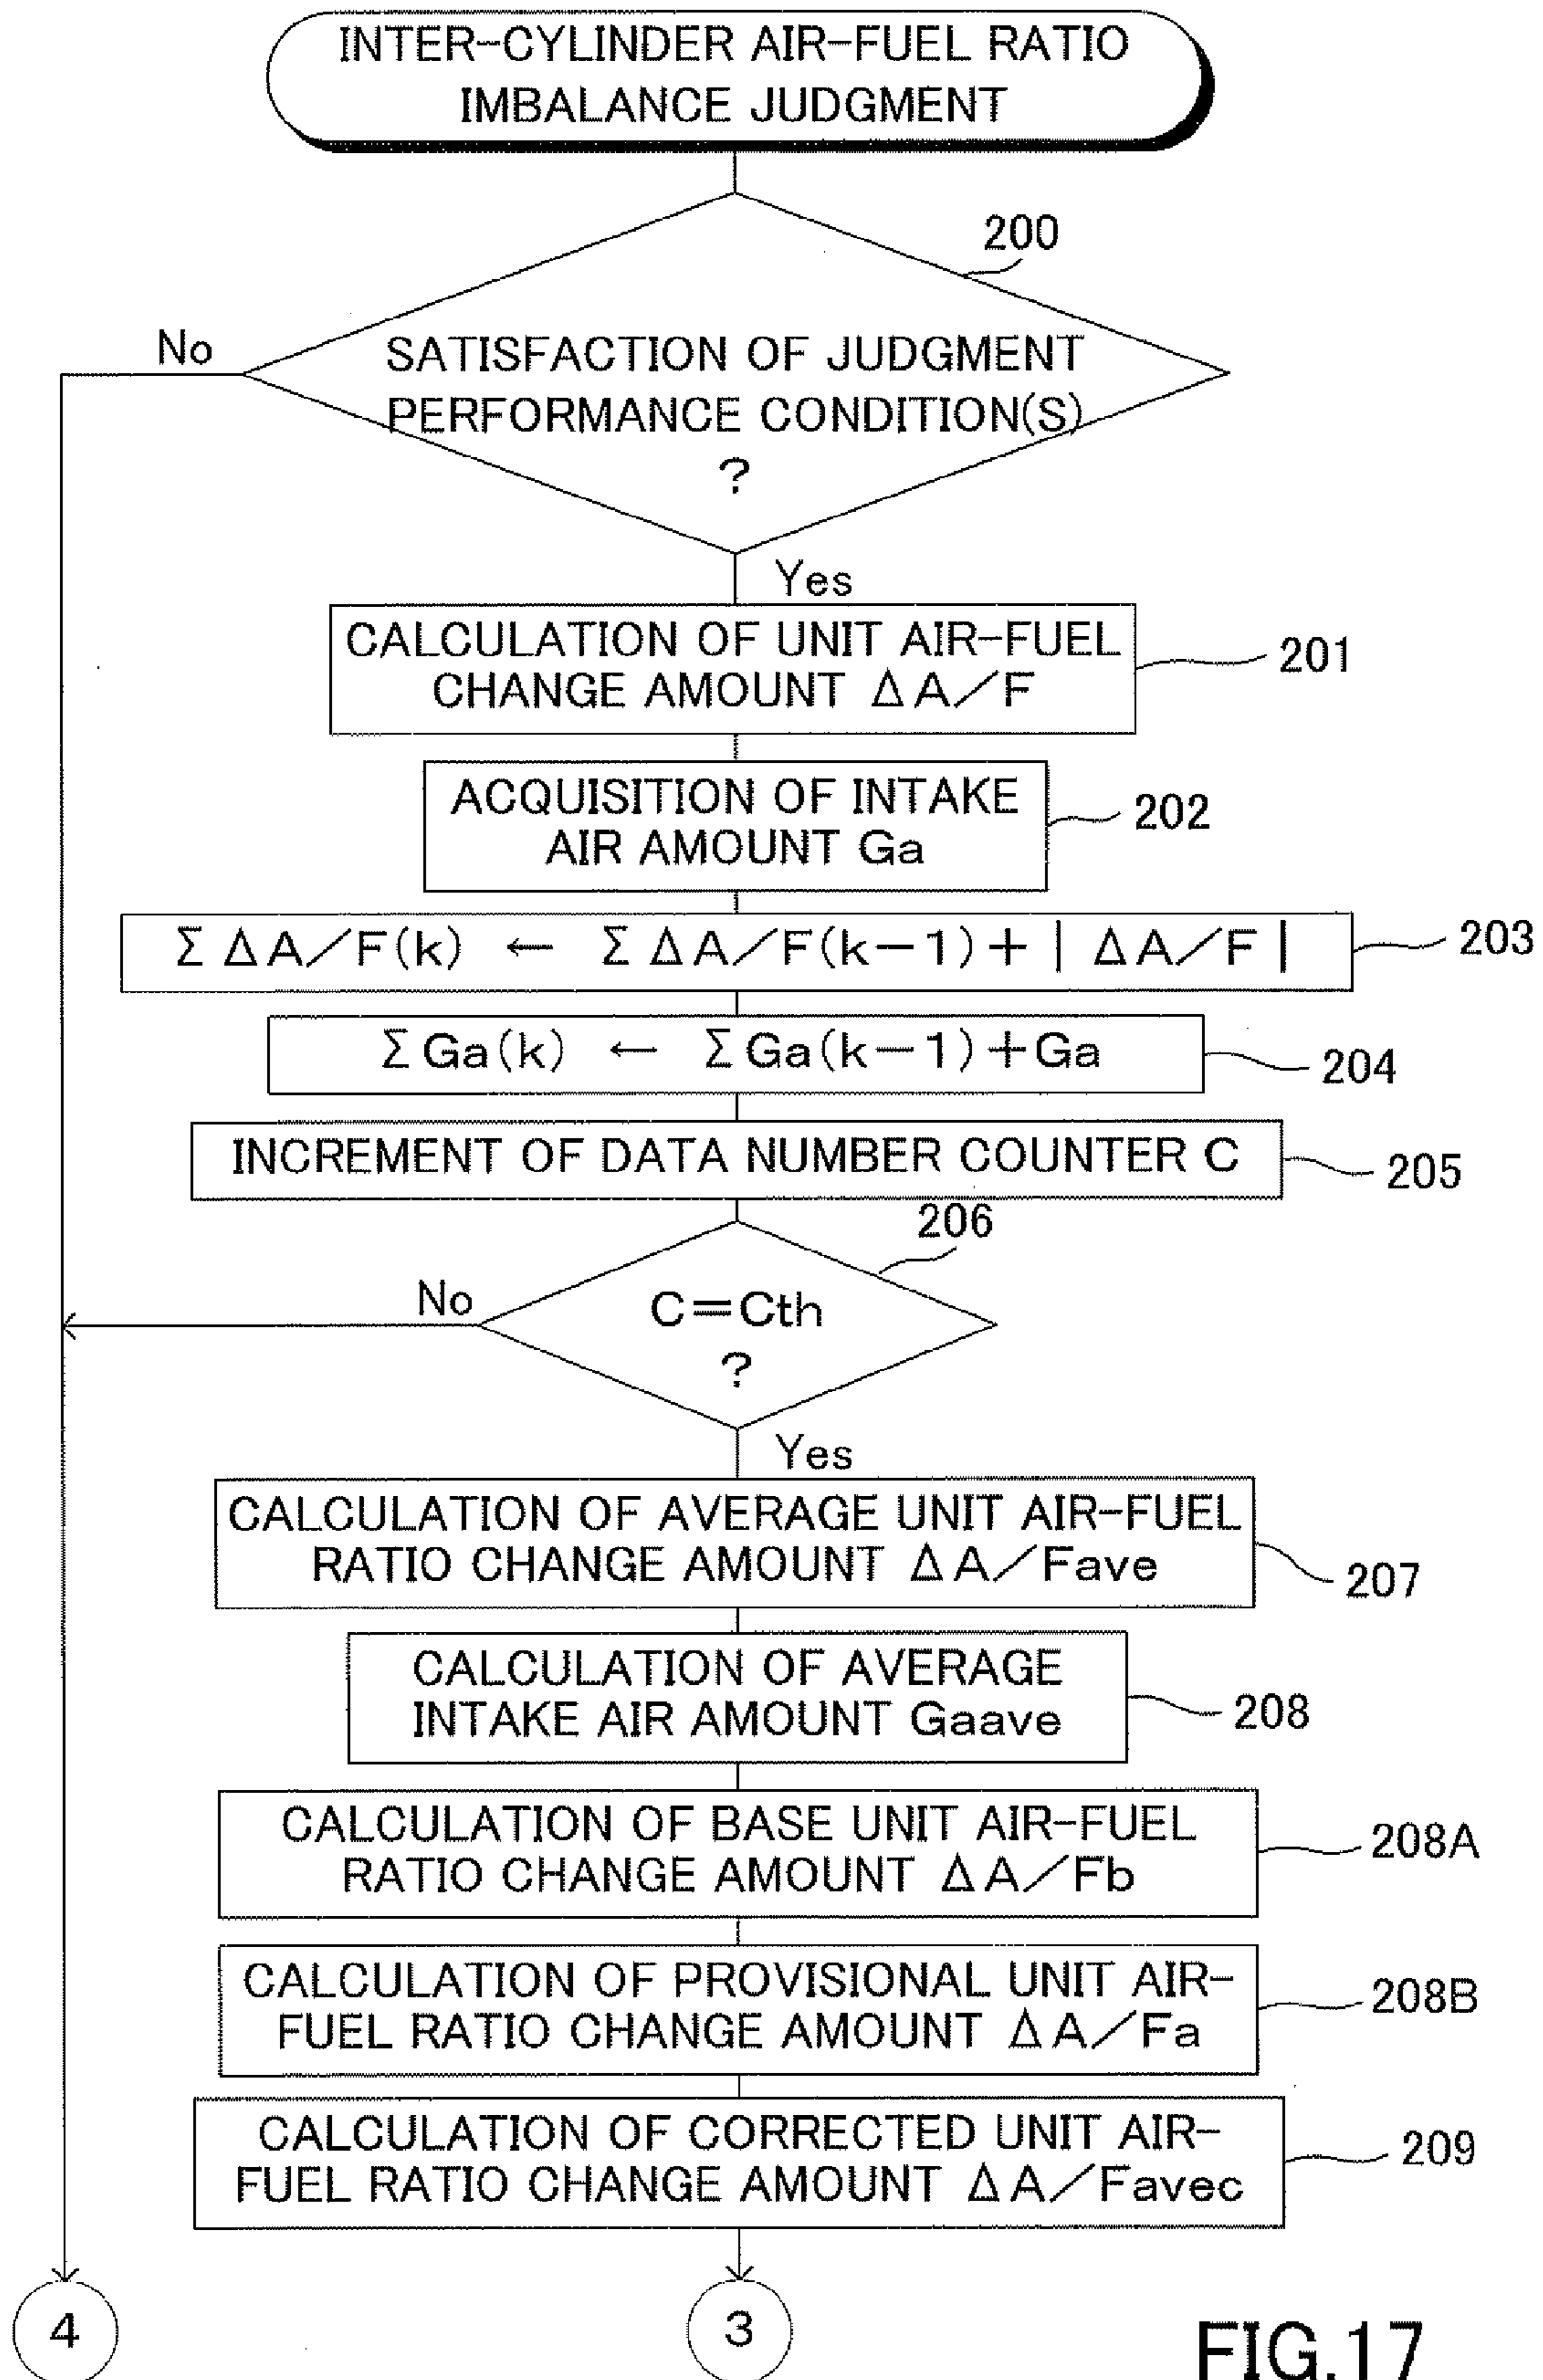 INTER-CYLINDER AIR-FUEL RATIO
IMBALANCE JUDGMENT
200
No
SATISFACTION OF JUDGMENT
PERFORMANCE CONDITION(S)
?
Yes
CALCULATION OF UNIT AIR-FUEL
CHANGE AMOUNT ΔA/F
201
ACQUISITION OF INTAKE
AIR AMOUNT Ga
202
ΣΔA/F(k) ← ΣΔA/F(k-1)+|ΔA/F|
203
ΣGa(k) ← ΣGa(k-1)+Ga
204
INCREMENT OF DATA NUMBER COUNTER C
205
206
No
C=Cth
?
Yes
CALCULATION OF AVERAGE UNIT AIR-FUEL
RATIO CHANGE AMOUNT ΔA/Fave
207
CALCULATION OF AVERAGE
INTAKE AIR AMOUNT Gaave
208
CALCULATION OF BASE UNIT AIR-FUEL
RATIO CHANGE AMOUNT ΔA/Fb
208A
CALCULATION OF PROVISIONAL UNIT AIR-
FUEL RATIO CHANGE AMOUNT ΔA/Fa
208B
CALCULATION OF CORRECTED UNIT AIR-
FUEL RATIO CHANGE AMOUNT ΔA/Favec
209
4
3
FIG.17